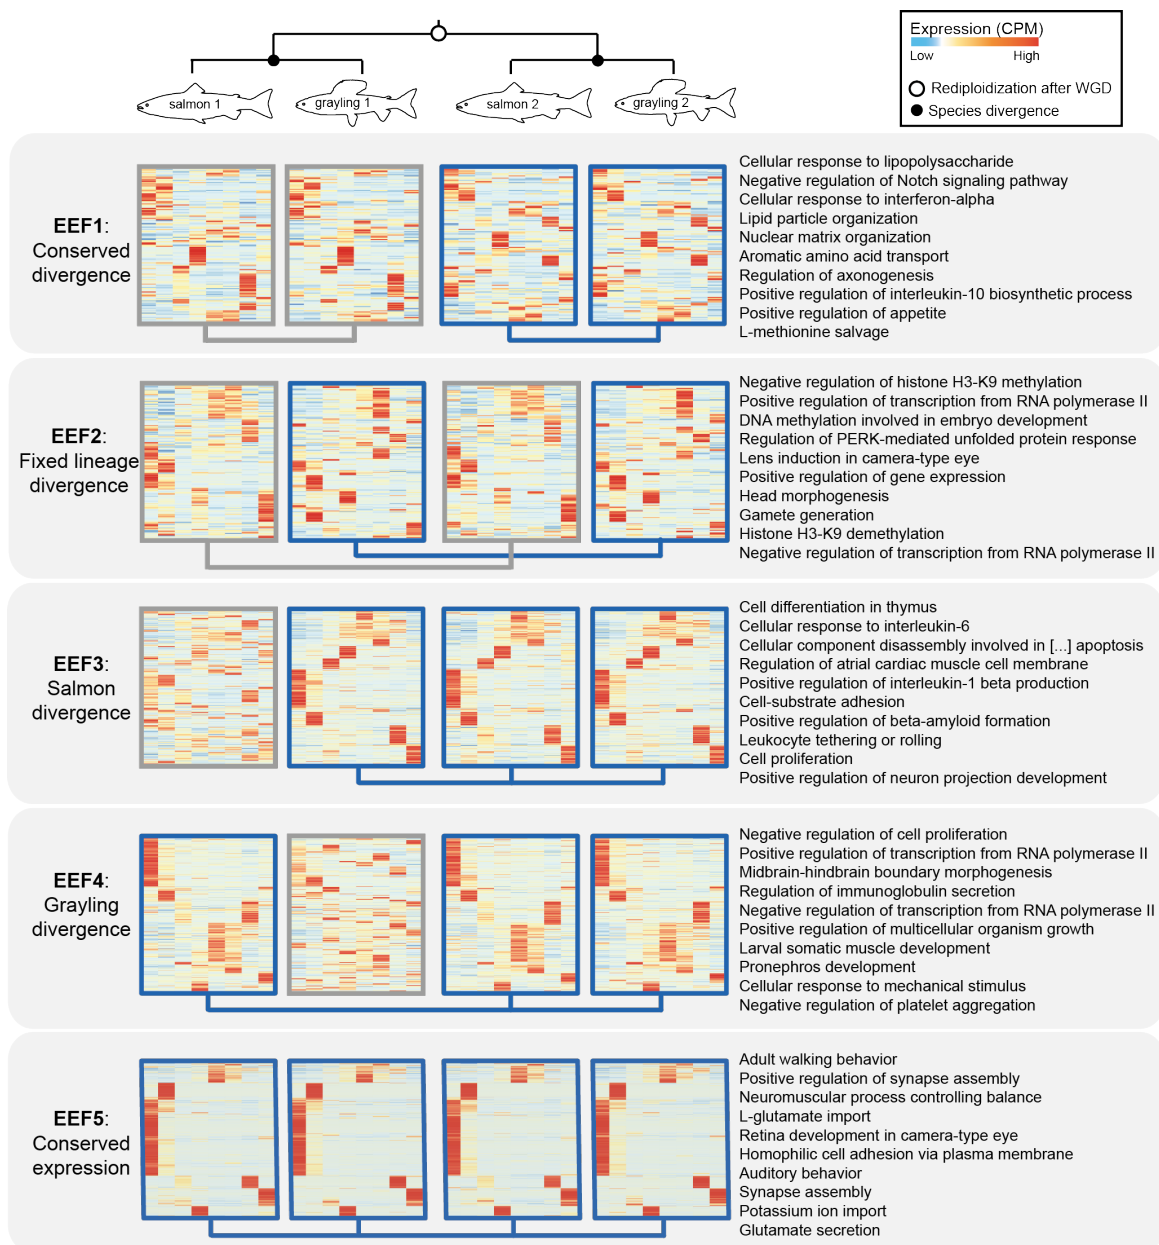 Expression (CPM)
Low High
Rediploidization after WGD
Species divergence
salmon 1
grayling 1
salmon 2
grayling 2
EEF1:
Conserved
divergence
Cellular response to lipopolysaccharide
Negative regulation of Notch signaling pathway
Cellular response to interferon-alpha
Lipid particle organization
Nuclear matrix organization
Aromatic amino acid transport
Regulation of axonogenesis
Positive regulation of interleukin-10 biosynthetic process
Positive regulation of appetite
L-methionine salvage
EEF2:
Fixed lineage
divergence
Negative regulation of histone H3-K9 methylation
Positive regulation of transcription from RNA polymerase II
DNA methylation involved in embryo development
Regulation of PERK-mediated unfolded protein response
Lens induction in camera-type eye
Positive regulation of gene expression
Head morphogenesis
Gamete generation
Histone H3-K9 demethylation
Negative regulation of transcription from RNA polymerase II
EEF3:
Salmon
divergence
Cell differentiation in thymus
Cellular response to interleukin-6
Cellular component disassembly involved in [...] apoptosis
Regulation of atrial cardiac muscle cell membrane
Positive regulation of interleukin-1 beta production
Cell-substrate adhesion
Positive regulation of beta-amyloid formation
Leukocyte tethering or rolling
Cell proliferation
Positive regulation of neuron projection development
EEF4:
Grayling
divergence
Negative regulation of cell proliferation
Positive regulation of transcription from RNA polymerase II
Midbrain-hindbrain boundary morphogenesis
Regulation of immunoglobulin secretion
Negative regulation of transcription from RNA polymerase II
Positive regulation of multicellular organism growth
Larval somatic muscle development
Pronephros development
Cellular response to mechanical stimulus
Negative regulation of platelet aggregation
EEF5:
Conserved
expression
Adult walking behavior
Positive regulation of synapse assembly
Neuromuscular process controlling balance
L-glutamate import
Retina development in camera-type eye
Homophilic cell adhesion via plasma membrane
Auditory behavior
Synapse assembly
Potassium ion import
Glutamate secretion